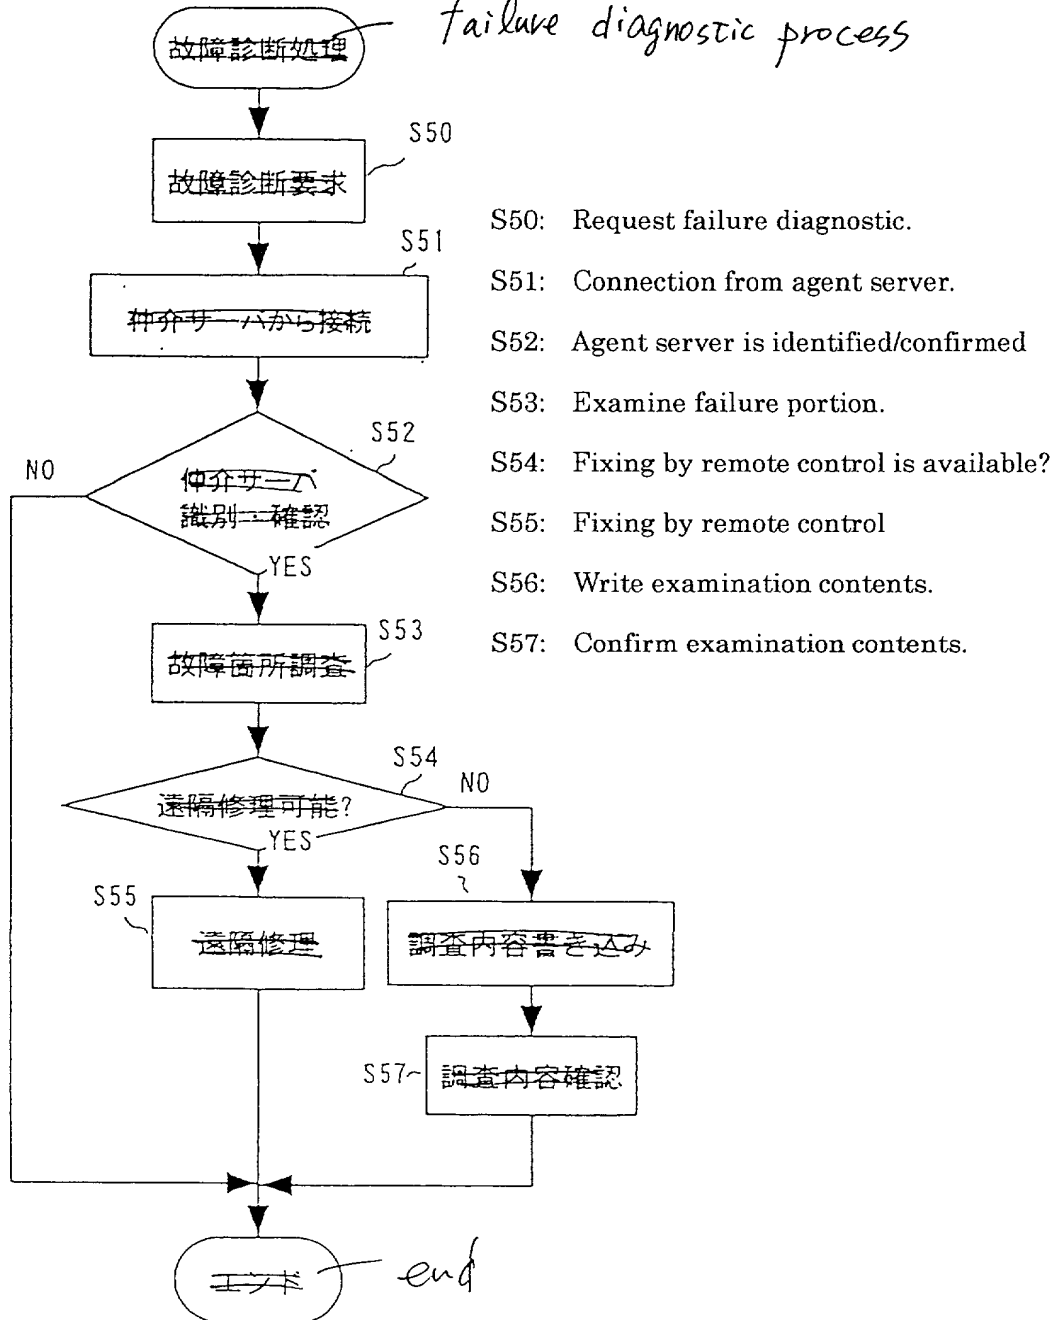 故障診断処理
failure diagnostic process
S50
故障診断要求
S51
仲介サーバから接続
S52
仲介サーバ
識別・確認
NO
YES
S53
故障箇所調査
S54
遠隔修理可能?
NO
YES
S55
遠隔修理
S56
調査内容書き込み
S57
調査内容確認
エンド
end
S50: Request failure diagnostic.
S51: Connection from agent server.
S52: Agent server is identified/confirmed
S53: Examine failure portion.
S54: Fixing by remote control is available?
S55: Fixing by remote control
S56: Write examination contents.
S57: Confirm examination contents.